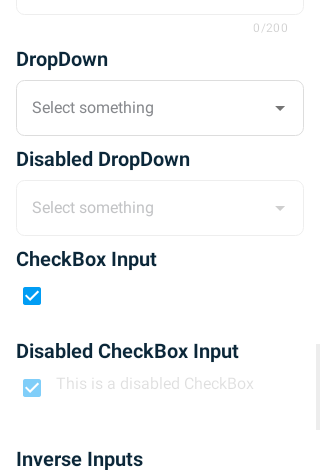 0/200
DropDown
Select something
Disabled DropDown
Select something
CheckBox Input
Disabled CheckBox Input
This is a disabled CheckBox
Inverse Inputs